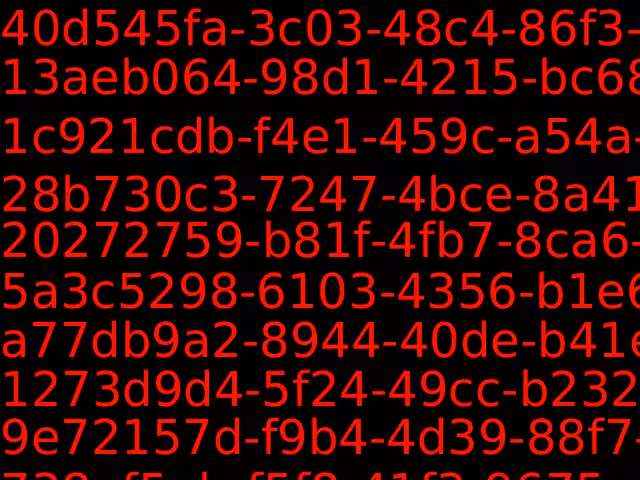 40d545fa-3c03-48c4-86f3-
13aeb064-98d1-4215-bc68
1c921cdb-f4e1-459c-a54a-
28b730c3-7247-4bce-8a41
20272759-b81f-4fb7-8ca6-
5a3c5298-6103-4356-b1e6
a77db9a2-8944-40de-b41e
1273d9d4-5f24-49cc-b232
9e72157d-f9b4-4d39-88f7-